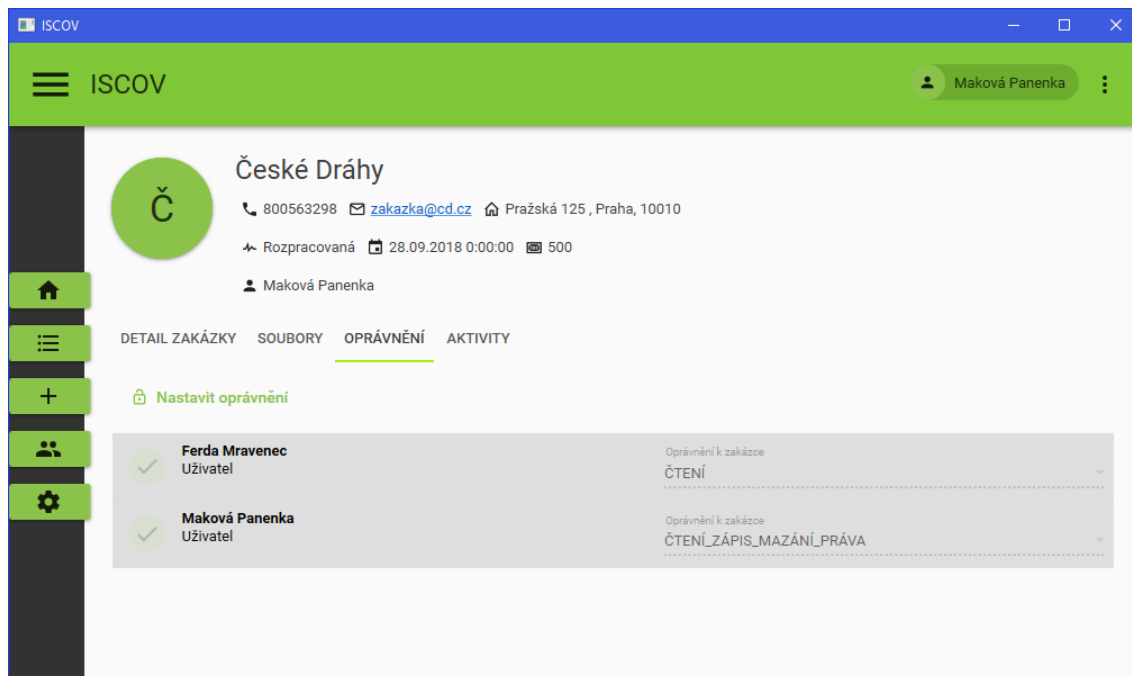 ISCOV
ISCOV
Maková Panenka
Č
České Dráhy
800563298 zakazka@cd.cz Pražská 125 , Praha, 10010
Rozpracovaná 28.09.2018 0:00:00 500
Maková Panenka
DETAIL ZAKÁZKY SOUBORY OPRÁVNĚNÍ AKTIVITY
Nastavit oprávnění
Ferda Mravenec
Uživatel
Oprávnění k zakázce
ČTENÍ
Maková Panenka
Uživatel
Oprávnění k zakázce
ČTENÍ_ZÁPIS_MAZÁNÍ_PRÁVA